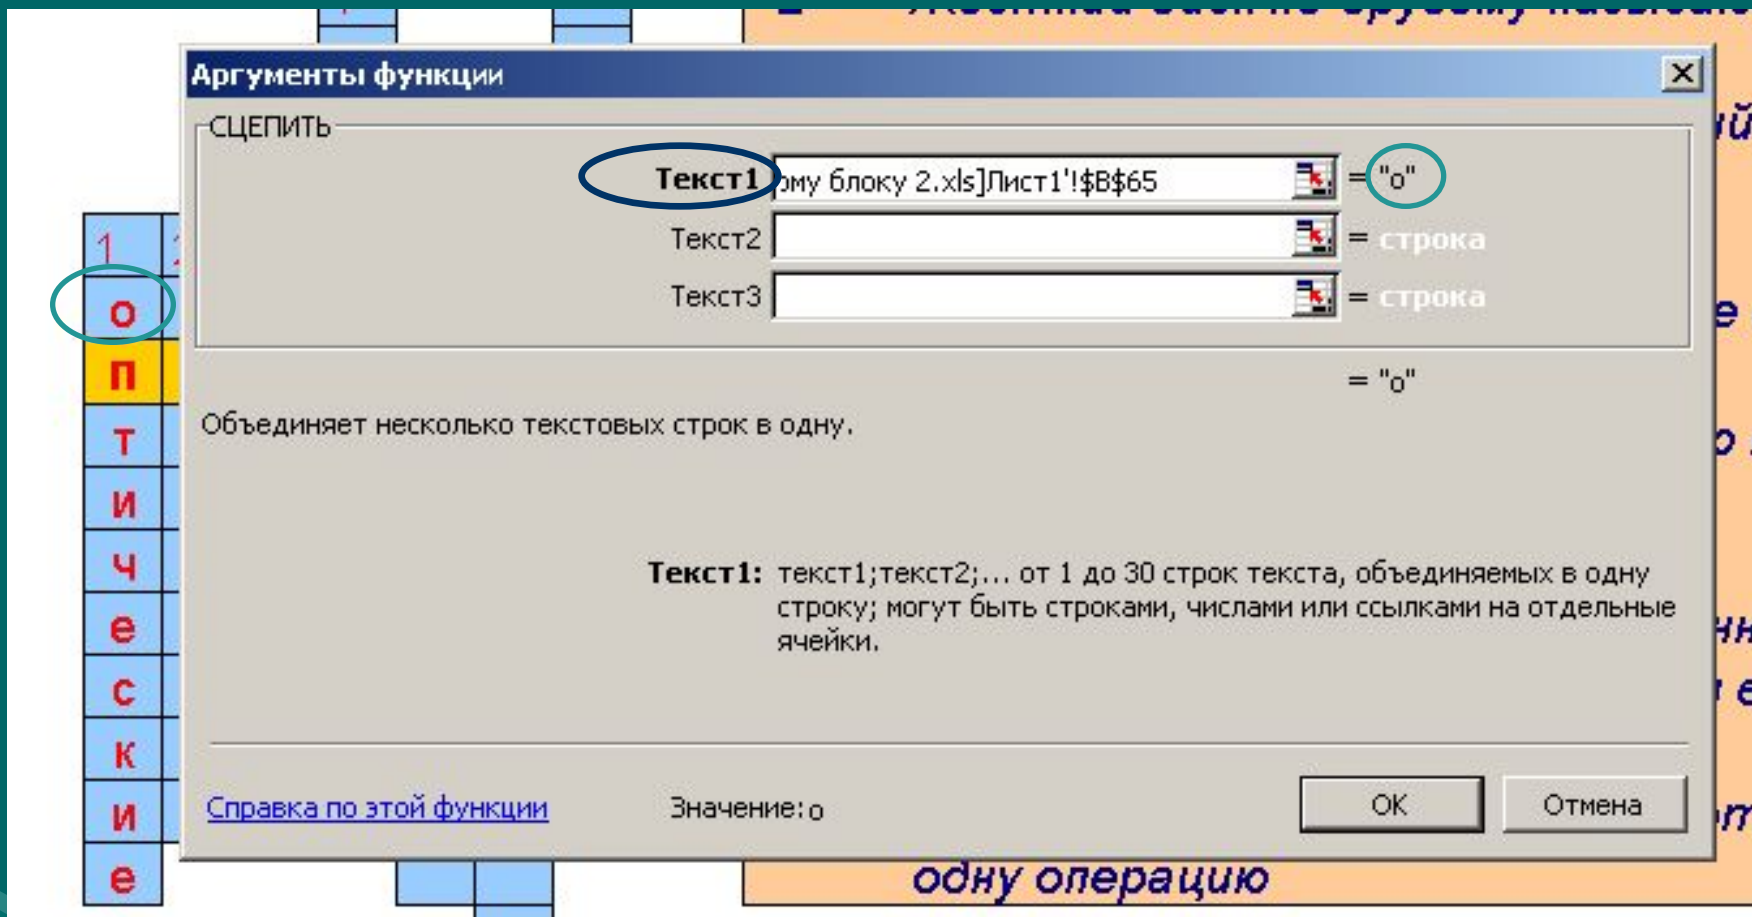 Аргументы функции
СЦЕПИТЬ
Текст1 ому блоку 2.xls]Лист1'!$B$65 = "о"
Текст2 = строка
Текст3 = строка
= "о"
Объединяет несколько текстовых строк в одну.
Текст1: текст1;текст2;... от 1 до 30 строк текста, объединяемых в одну
строку; могут быть строками, числами или ссылками на отдельные
ячейки.
Справка по этой функции
Значение: о
ОК
Отмена
1
о
п
т
и
ч
е
с
к
и
е
одну операцию